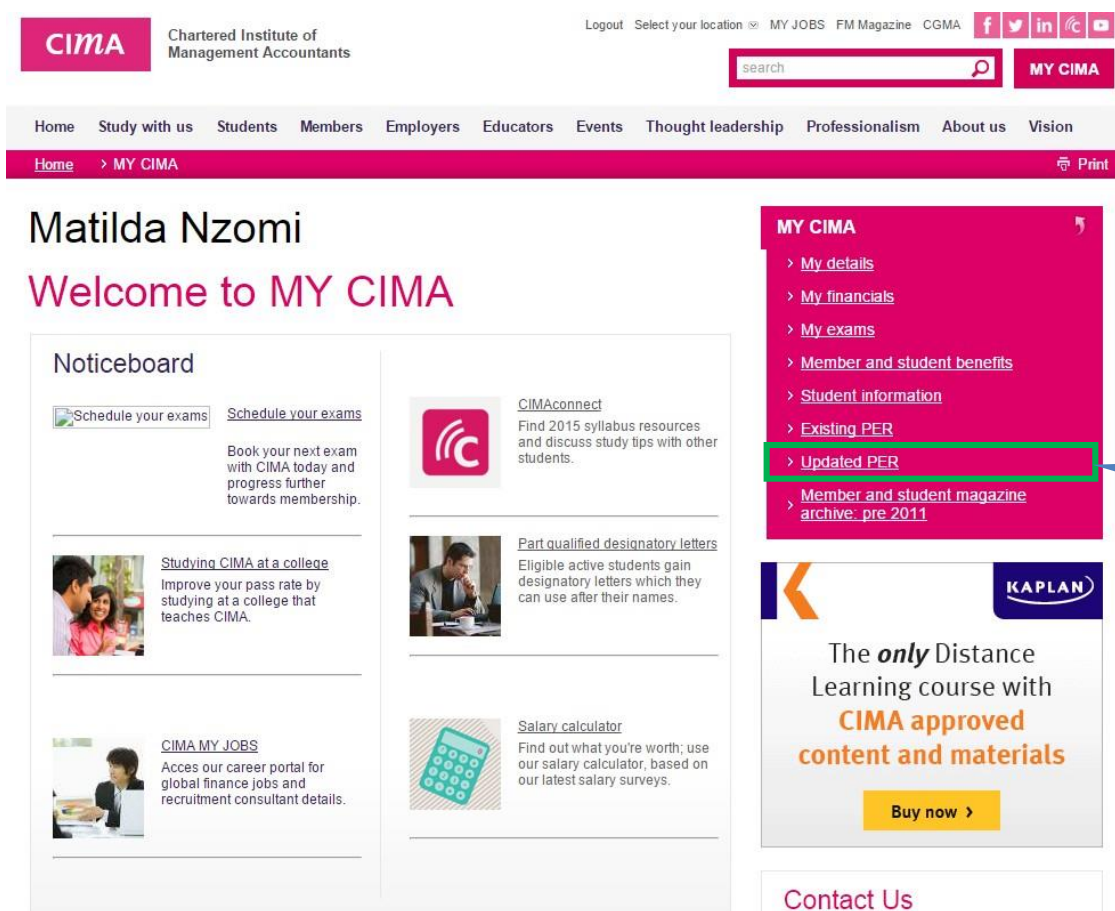 CIMA
Chartered Institute of
Management Accountants
Logout Select your location MY JOBS FM Magazine CGMA
search
MY CIMA
Home Study with us Students Members Employers Educators Events Thought leadership Professionalism About us Vision
Home > MY CIMA
Print
Matilda Nzomi
Welcome to MY CIMA
Noticeboard
Schedule your exams
Schedule your exams
Book your next exam
with CIMA today and
progress further
towards membership.
Studying CIMA at a college
Improve your pass rate by
studying at a college that
teaches CIMA.
CIMA MY JOBS
Acces our career portal for
global finance jobs and
recruitment consultant details.
CIMAconnect
Find 2015 syllabus resources
and discuss study tips with other
students.
Part qualified designatory letters
Eligible active students gain
designatory letters which they
can use after their names.
Salary calculator
Find out what you're worth; use
our salary calculator, based on
our latest salary surveys.
MY CIMA
> My details
> My financials
> My exams
> Member and student benefits
> Student information
> Existing PER
> Updated PER
> Member and student magazine
archive: pre 2011
KAPLAN
The only Distance
Learning course with
CIMA approved
content and materials
Buy now >
Contact Us